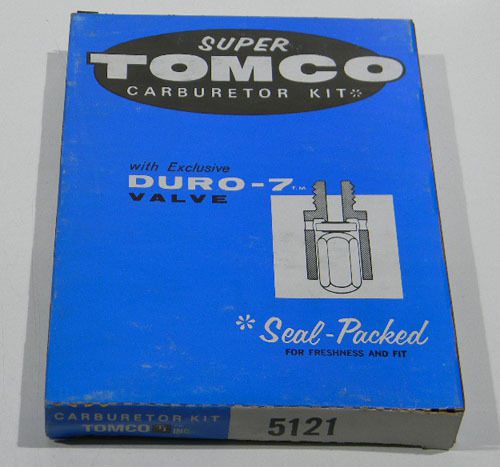 SUPER
TOMCO
CARBURETOR KIT*
with Exclusive
DURO-7 T.M.
VALVE
* Seal-Packed
FOR FRESHNESS AND FIT
CARBURETOR KIT
TOMCO INC.
5121